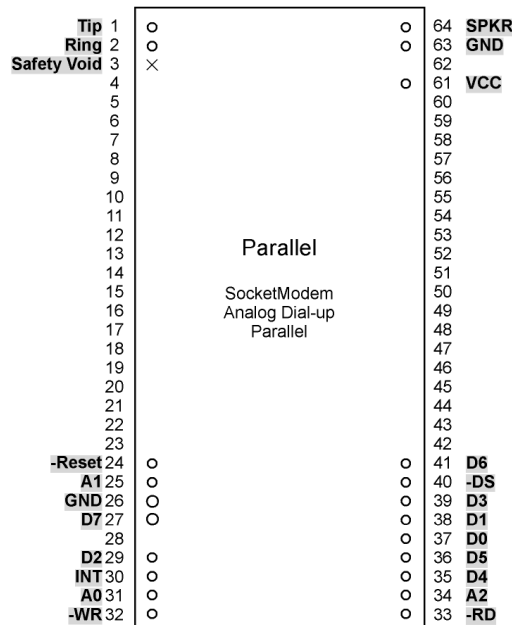 Tip 1 64 SPKR
Ring 2 63 GND
Safety Void 3 62
4 61 VCC
5 60
6 59
7 58
8 57
9 56
10 55
11 54
12 53
Parallel
13 52
14 51
15 SocketModem 50
16 Analog Dial-up 49
17 Parallel 48
18 47
19 46
20 45
21 44
22 43
23 42
-Reset 24 41 D6
A1 25 40 -DS
GND 26 39 D3
D7 27 38 D1
28 37 D0
D2 29 36 D5
INT 30 35 D4
A0 31 34 A2
-WR 32 33 -RD